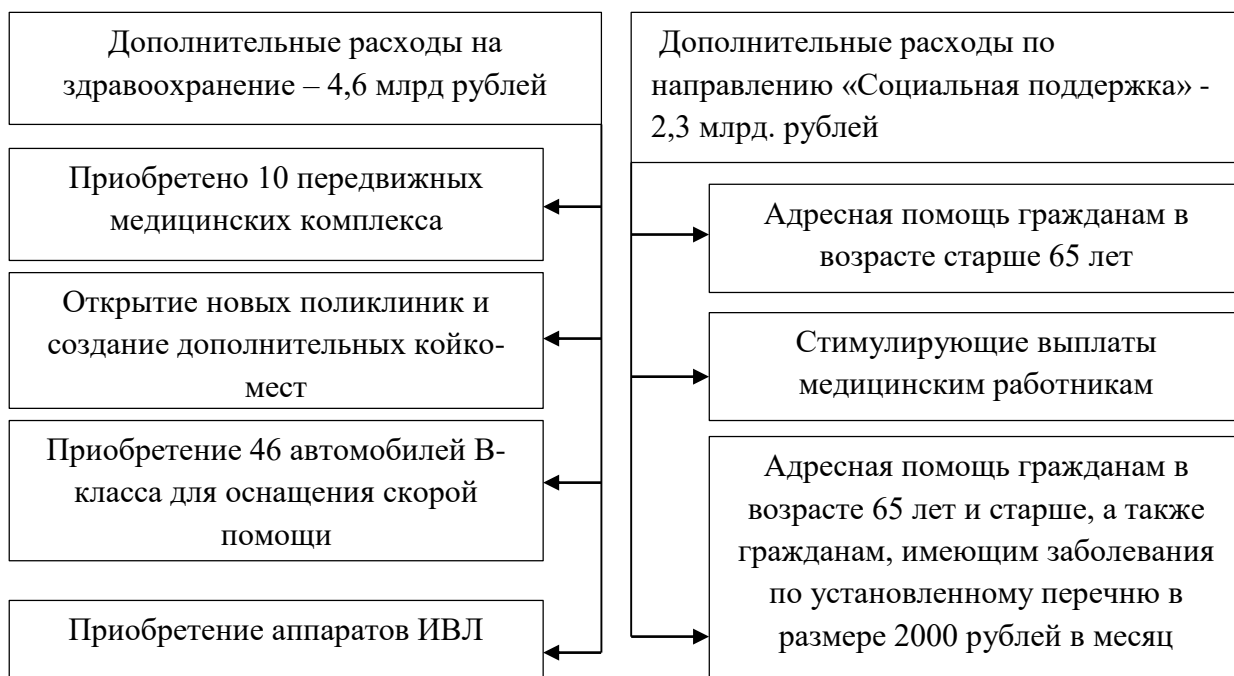 Дополнительные расходы на
здравоохранение – 4,6 млрд рублей
Приобретено 10 передвижных
медицинских комплекса
Открытие новых поликлиник и
создание дополнительных койко-
мест
Приобретение 46 автомобилей В-
класса для оснащения скорой
помощи
Приобретение аппаратов ИВЛ
Дополнительные расходы по
направлению «Социальная поддержка» -
2,3 млрд. рублей
Адресная помощь гражданам в
возрасте старше 65 лет
Стимулирующие выплаты
медицинским работникам
Адресная помощь гражданам в
возрасте 65 лет и старше, а также
гражданам, имеющим заболевания
по установленному перечню в
размере 2000 рублей в месяц